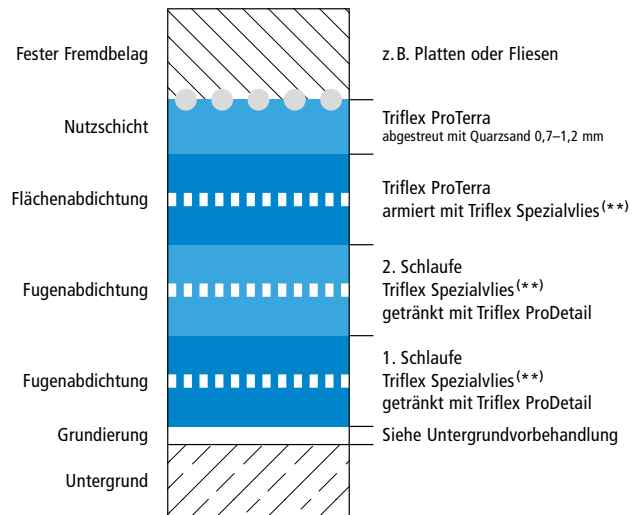 Fester Fremdbelag
z.B. Platten oder Fliesen
Nutzschicht
Triflex ProTerra
abgestreut mit Quarzsand 0,7–1,2 mm
Flächenabdichtung
Triflex ProTerra
armiert mit Triflex Spezialvlies(**)
Fugenabdichtung
2. Schlaufe
Triflex Spezialvlies(**)
getränkt mit Triflex ProDetail
Fugenabdichtung
1. Schlaufe
Triflex Spezialvlies(**)
getränkt mit Triflex ProDetail
Grundierung
Siehe Untergrundvorbehandlung
Untergrund